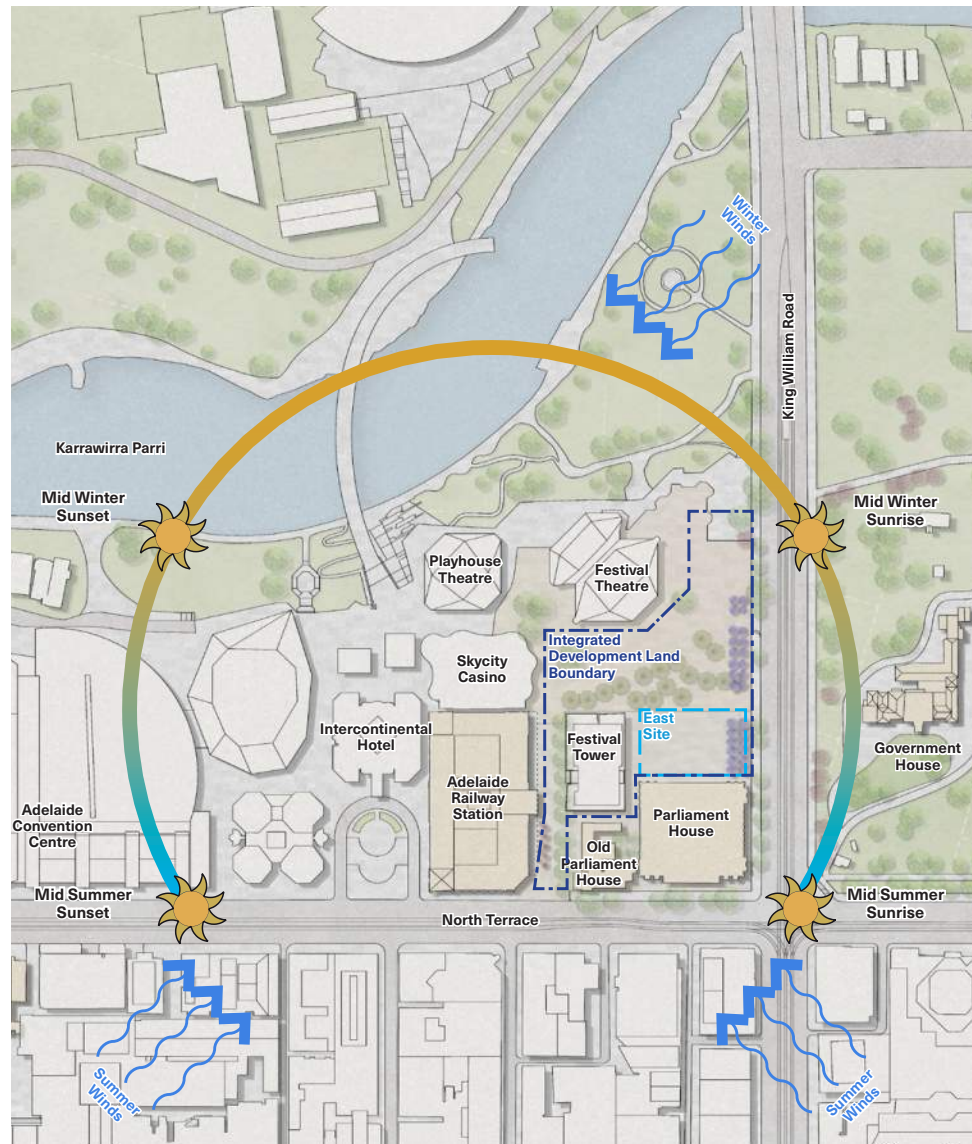 Winter
Winds
King William Road
Karrawirra Parri
Mid Winter
Sunset
Mid Winter
Sunrise
Playhouse
Theatre
Festival
Theatre
Integrated
Development Land
Boundary
Skycity
Casino
East
Site
Intercontinental
Hotel
Festival
Tower
Government
House
Adelaide
Railway
Station
Parliament
House
Adelaide
Convention
Centre
Old
Parliament
House
Mid Summer
Sunset
Mid Summer
Sunrise
North Terrace
Summer
Winds
Summer
Winds